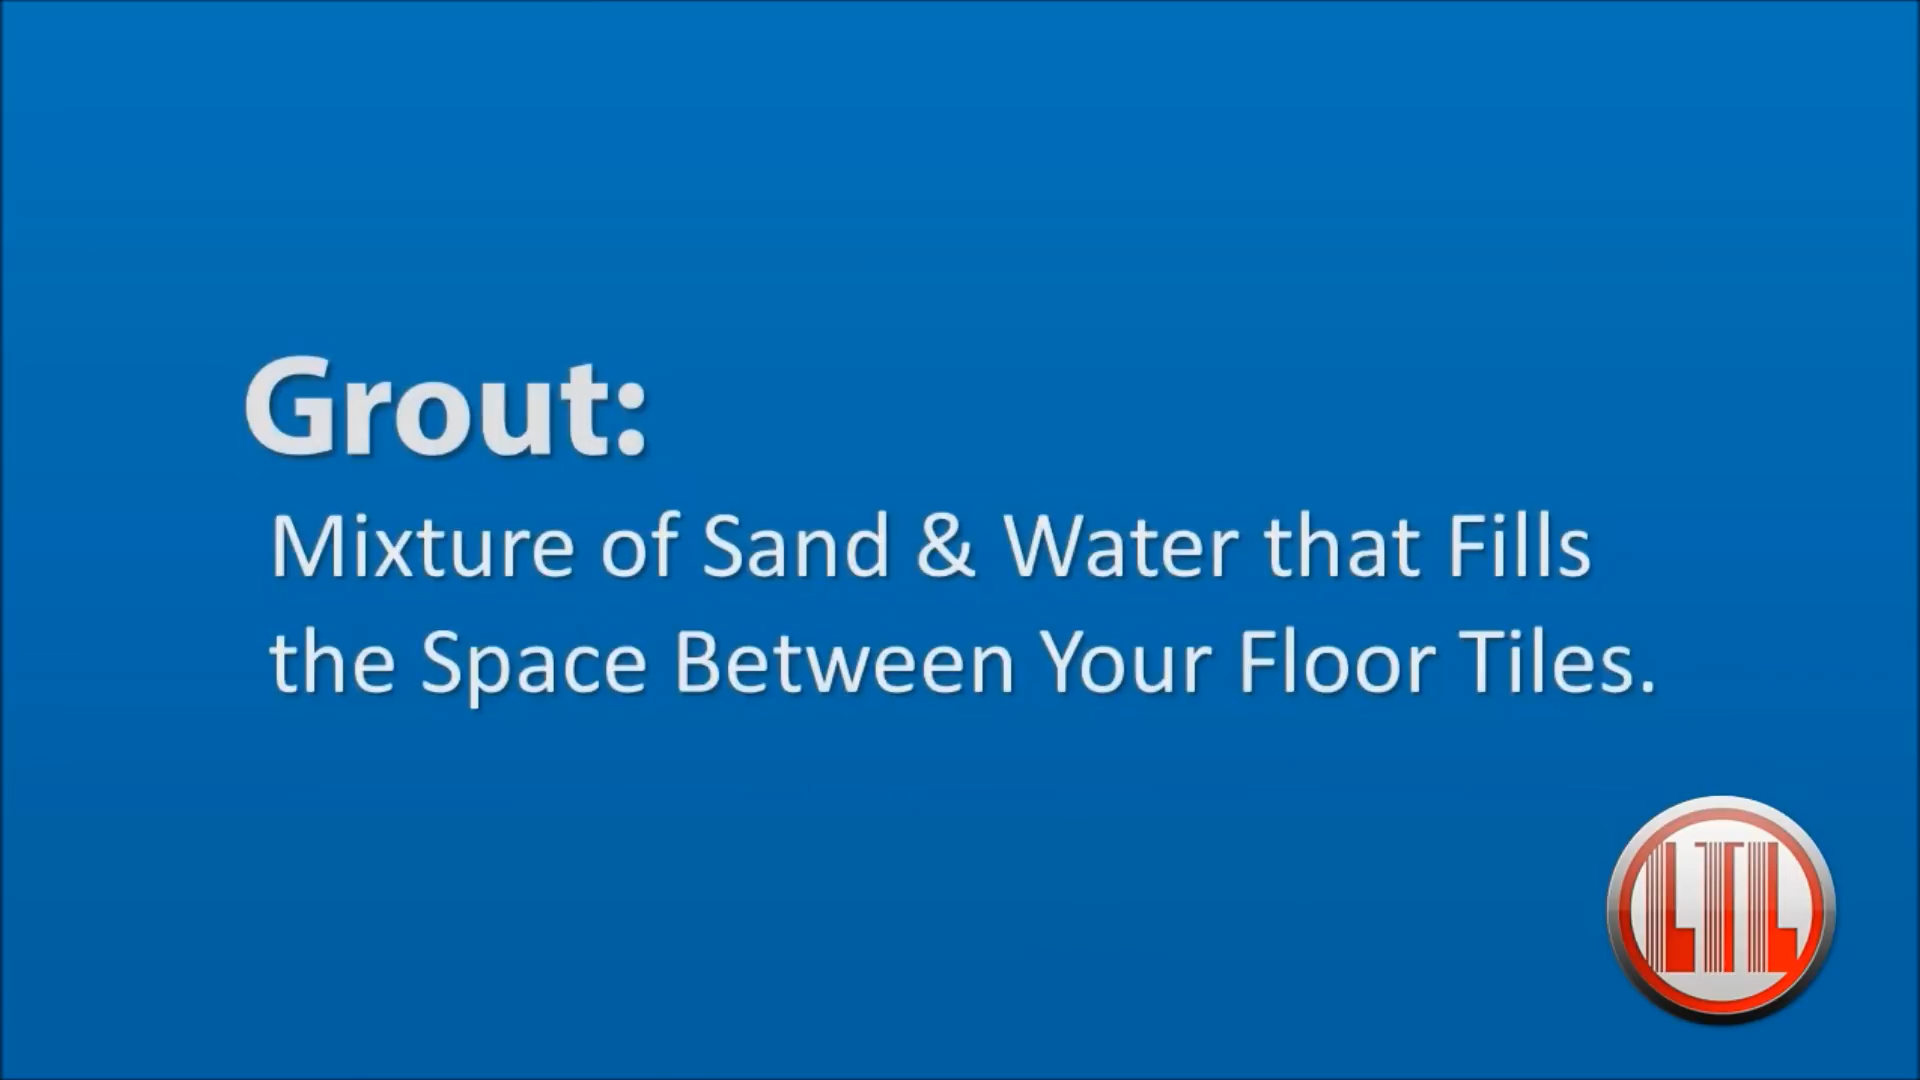 Grout:
Mixture of Sand & Water that Fills
the Space Between Your Floor Tiles.
LTL